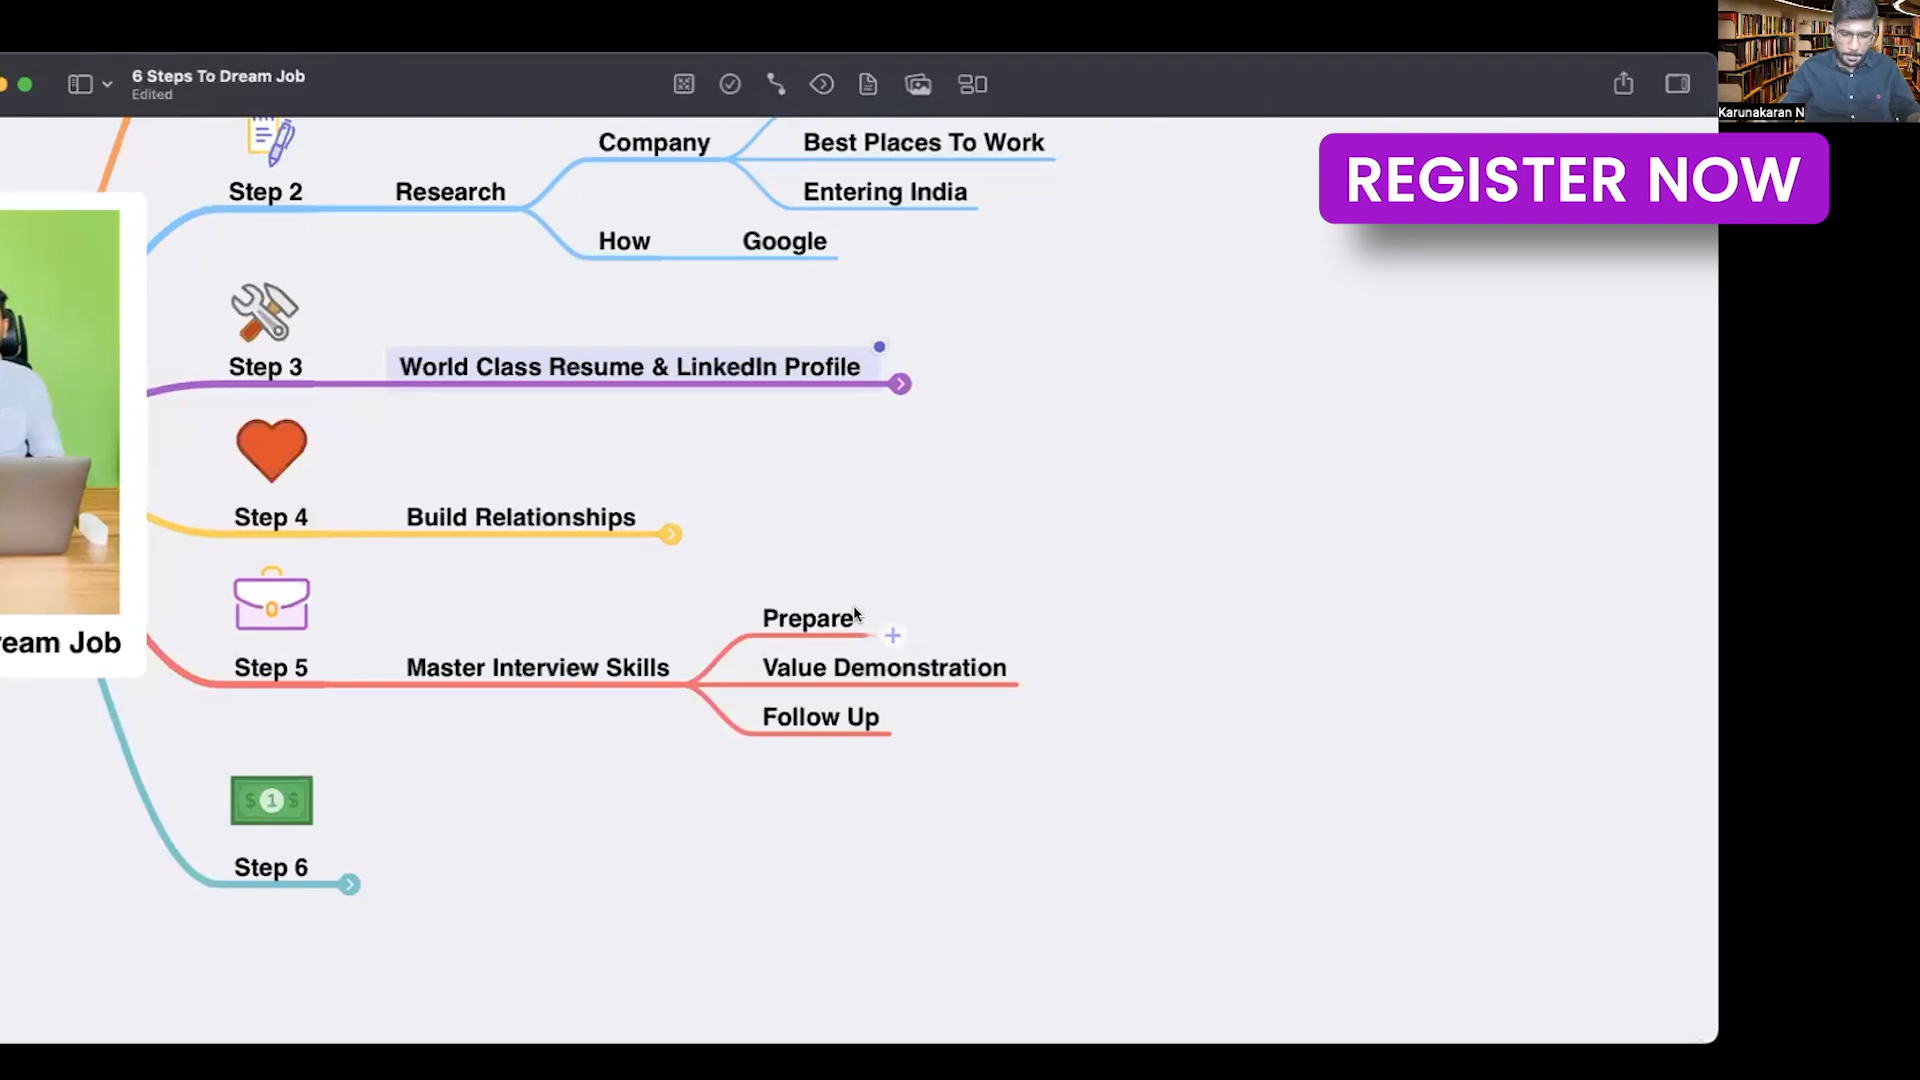 6 Steps To Dream Job
Edited
Karunakaran N
REGISTER NOW
Company
Best Places To Work
Step 2
Research
Entering India
How
Google
Step 3
World Class Resume & LinkedIn Profile
Step 4
Build Relationships
Prepare
ream Job
Step 5
Master Interview Skills
Value Demonstration
Follow Up
$ 1 $
Step 6